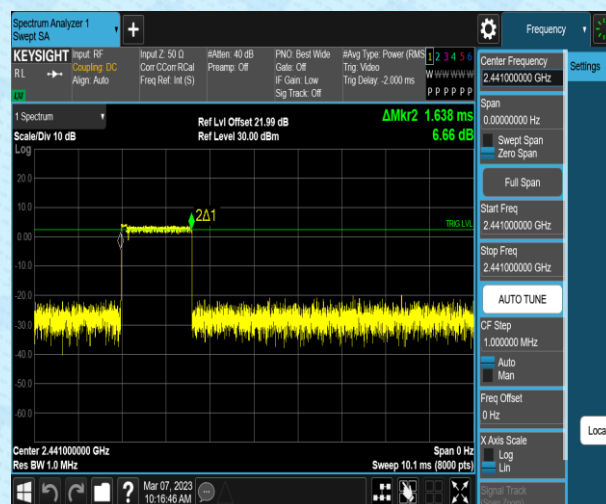 Spectrum Analyzer 1
Swept SA
+
Frequency
KEYSIGHT
RL
Input: RF
Coupling: DC
Align: Auto
Input Z: 50 Ω
Corr CCorr RCal
Freq Ref: Int (S)
#Atten: 40 dB
Preamp: Off
PNO: Best Wide
Gate: Off
IF Gain: Low
Sig Track: Off
#Avg Type: Power (RMS
Trig: Video
Trig Delay: -2.000 ms
1 2 3 4 5 6
W W W W W W
P P P P P P
1 Spectrum
Scale/Div 10 dB
Ref Lvl Offset 21.99 dB
Ref Level 30.00 dBm
ΔMkr2 1.638 ms
6.66 dB
Log
20.0
10.0
0.00
-10.0
-20.0
-30.0
-40.0
-50.0
-60.0
2Δ1
TRIG LVL
Center 2.441000000 GHz
Res BW 1.0 MHz
Span 0 Hz
Sweep 10.1 ms (8000 pts)
?
Mar 07, 2023
10:16:46 AM
Center Frequency
2.441000000 GHz
Span
0.00000000 Hz
Swept Span
Zero Span
Full Span
Start Freq
2.441000000 GHz
Stop Freq
2.441000000 GHz
AUTO TUNE
CF Step
1.000000 MHz
Auto
Man
Freq Offset
0 Hz
X Axis Scale
Log
Lin
Signal Track
(Span Zoom)
Settings
Loca